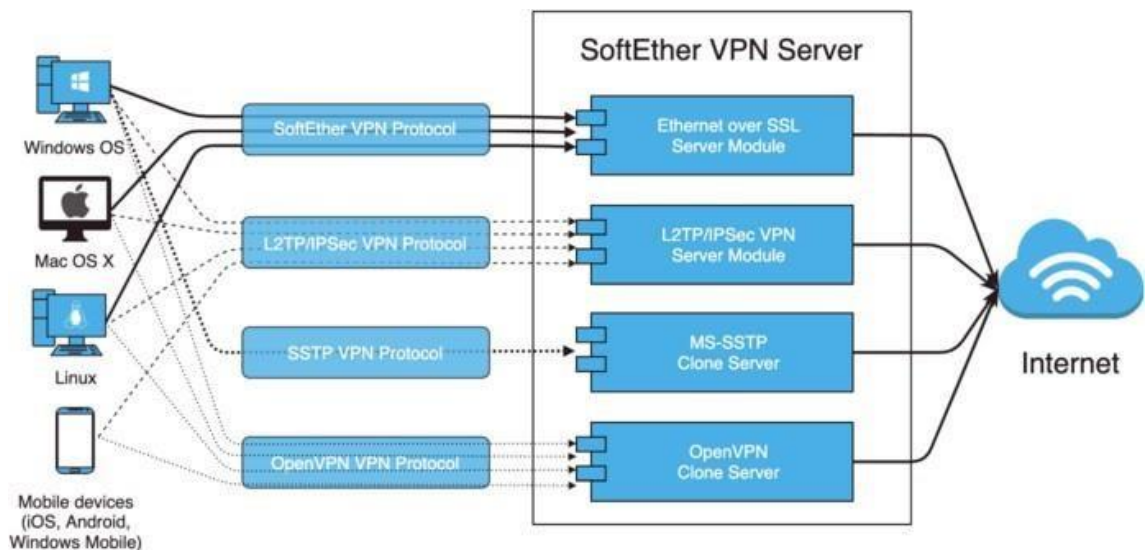 SoftEther VPN Server
Windows OS
SoftEther VPN Protocol
Ethernet over SSL
Server Module
Mac OS X
L2TP/IPSec VPN Protocol
L2TP/IPSec VPN
Server Module
Linux
SSTP VPN Protocol
MS-SSTP
Clone Server
Internet
Mobile devices
(iOS, Android,
Windows Mobile)
OpenVPN VPN Protocol
OpenVPN
Clone Server